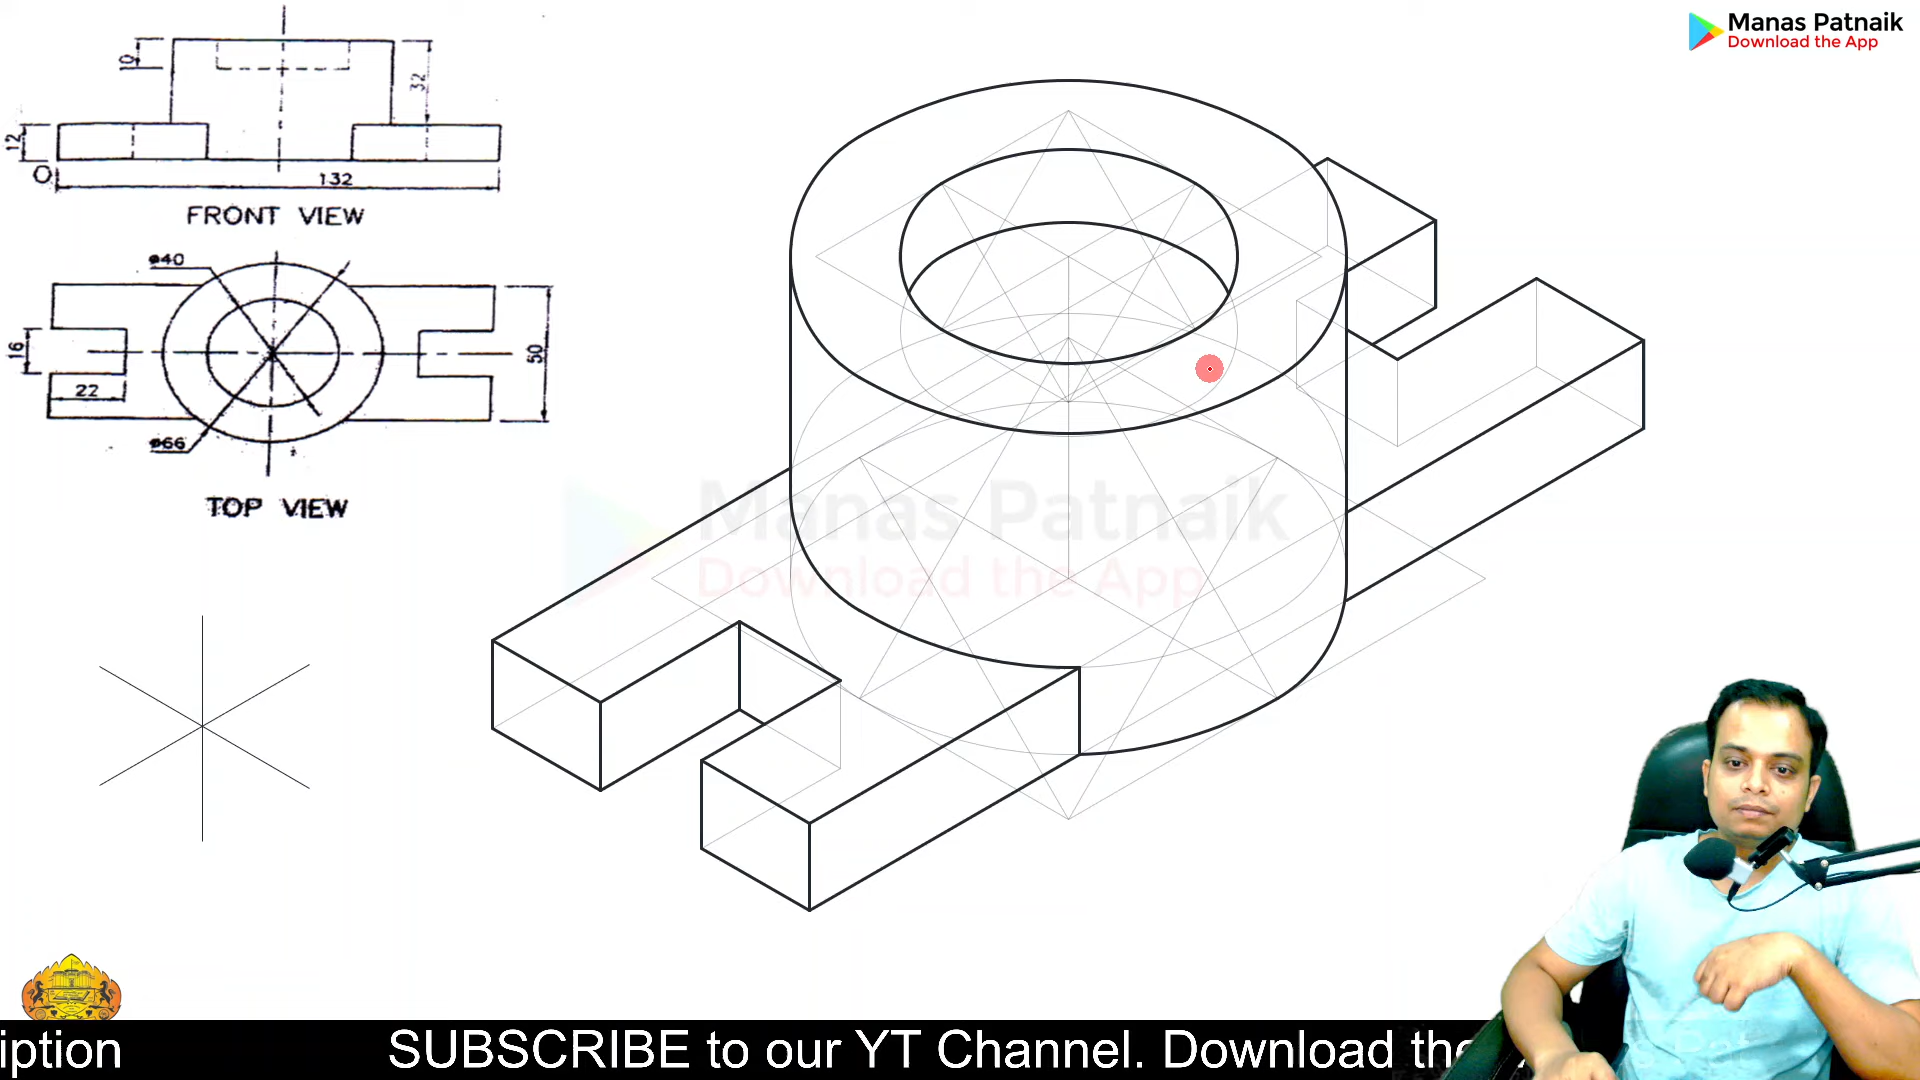 Manas Patnaik
Download the App
10
32
12
O
132
FRONT VIEW
ø40
16
50
22
ø66
TOP VIEW
Manas Patnaik
Download the App
iption SUBSCRIBE to our YT Channel. Download the